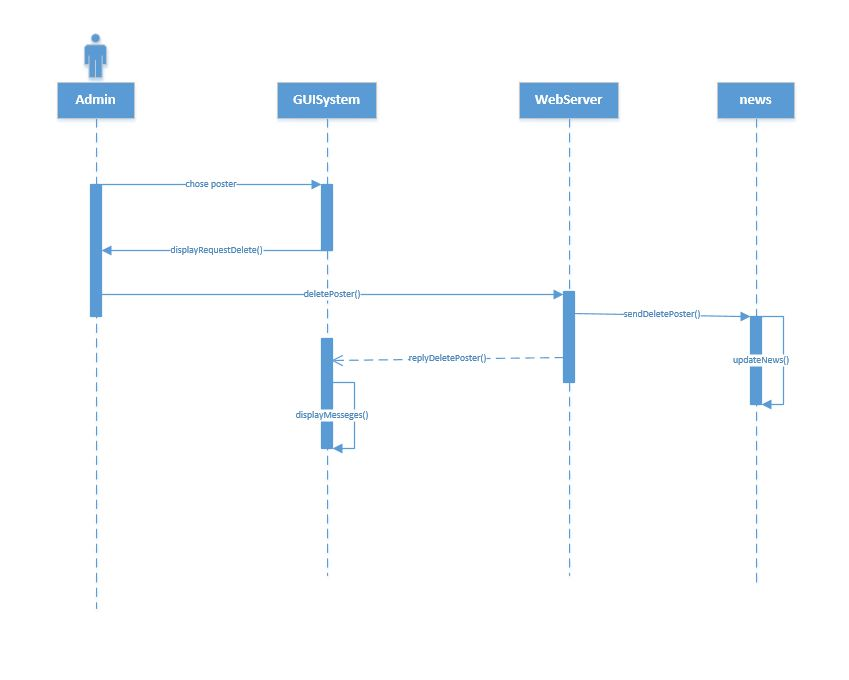 Admin
GUISystem
WebServer
news
chose poster
displayRequestDelete()
deletePoster()
sendDeletePoster()
replyDeletePoster()
updateNews()
displayMesseges()